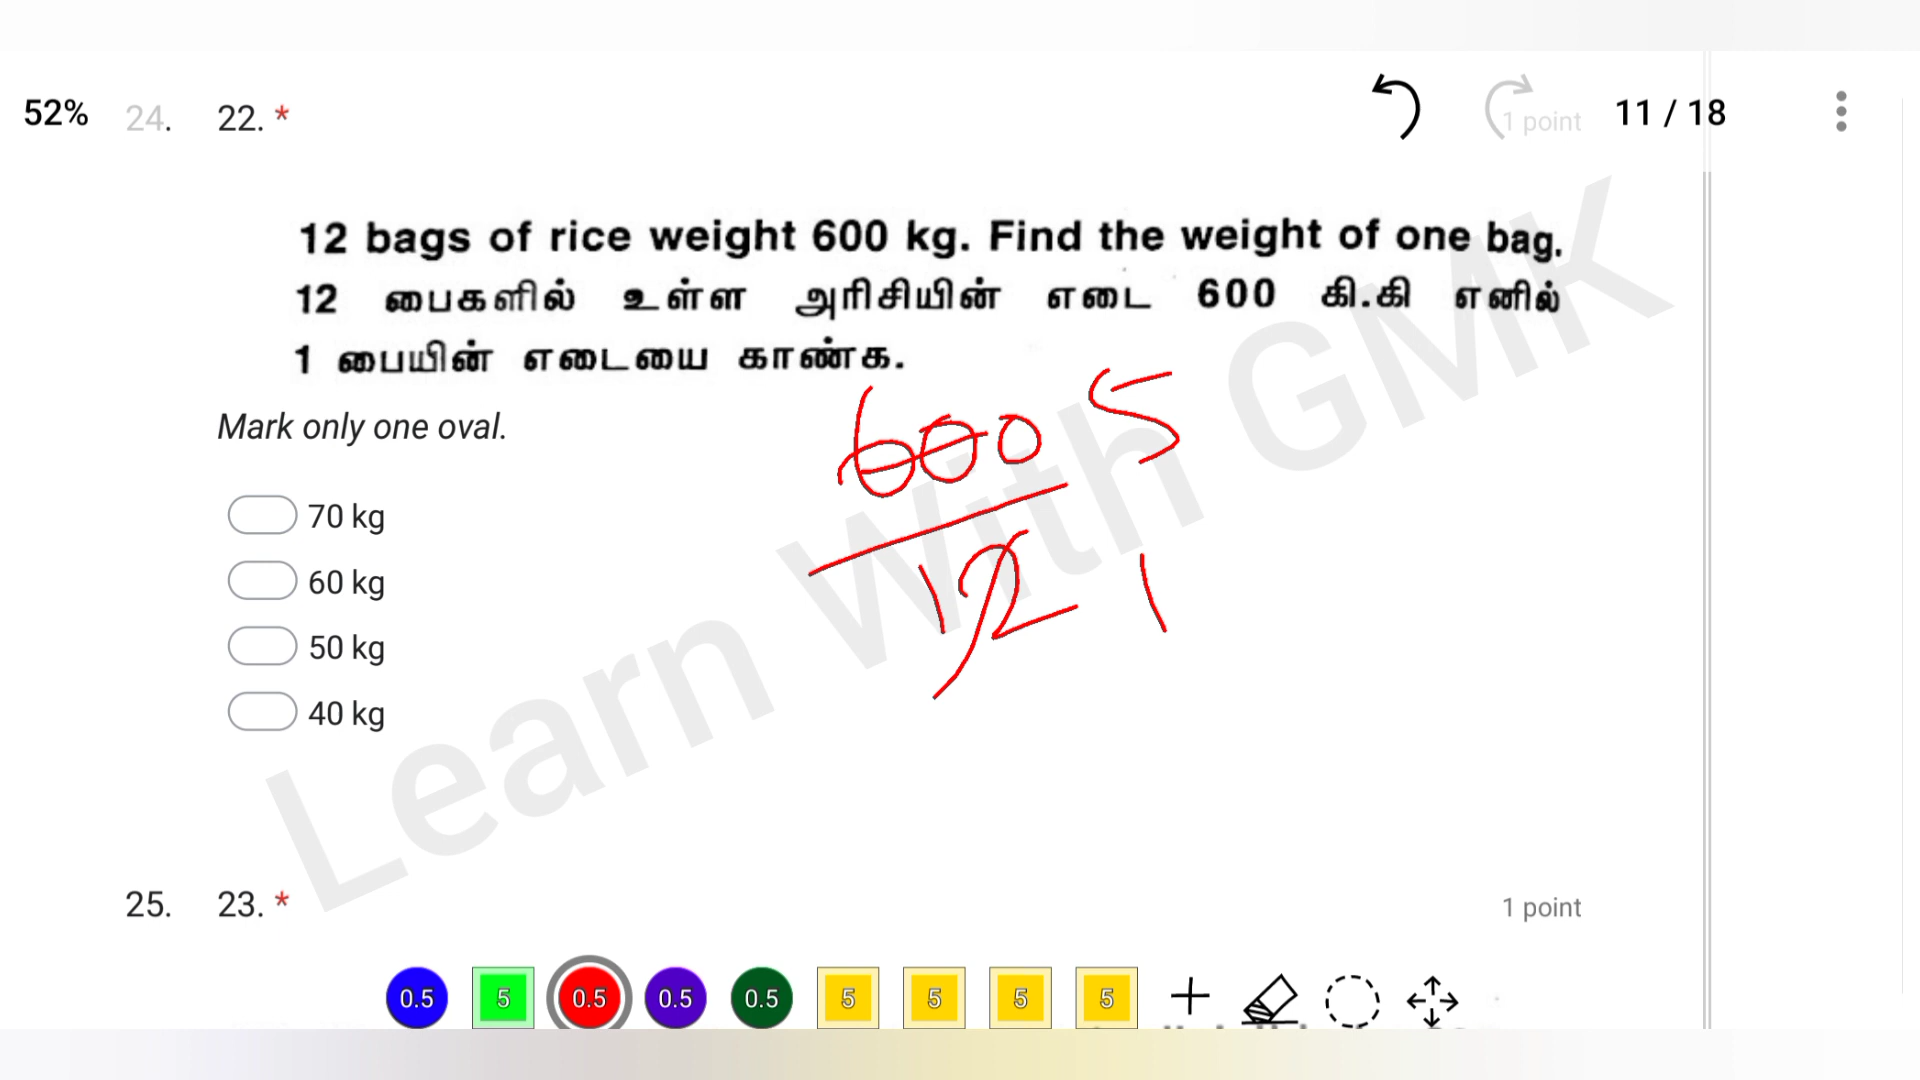 52% 24. 22. * 1 point 11 / 18
12 bags of rice weight 600 kg. Find the weight of one bag.
12 பைகளில் உள்ள அரிசியின் எடை 600 கி.கி எனில்
1 பையின் எடையை காண்க.
Mark only one oval.
600 5
12 1
70 kg
60 kg
50 kg
40 kg
Learn With GMK
25. 23. * 1 point
0.5 5 0.5 0.5 0.5 5 5 5 5